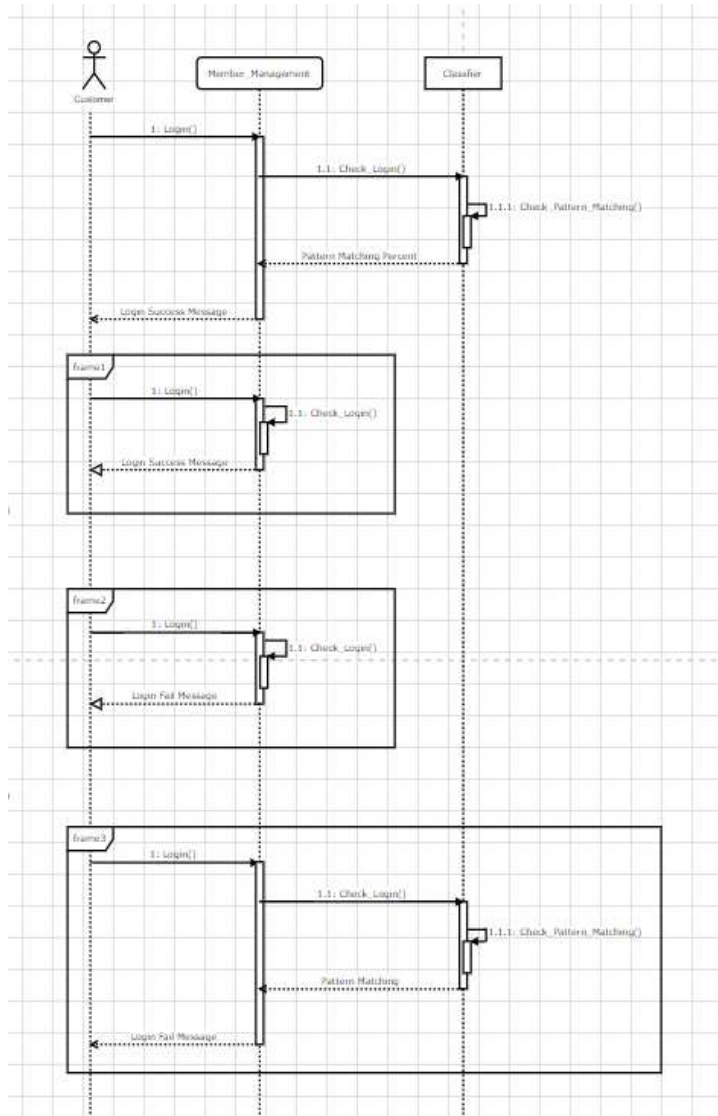 Member_Management
Classifier
Customer
1: Login()
1.1: Check_Login()
1.1.1: Check_Pattern_Matching()
Pattern Matching Percent
Login Success Message
frame1
1: Login()
1.1: Check_Login()
Login Success Message
frame2
1: Login()
1.1: Check_Login()
Login Fail Message
frame3
1: Login()
1.1: Check_Login()
1.1.1: Check_Pattern_Matching()
Pattern Matching
Login Fail Message